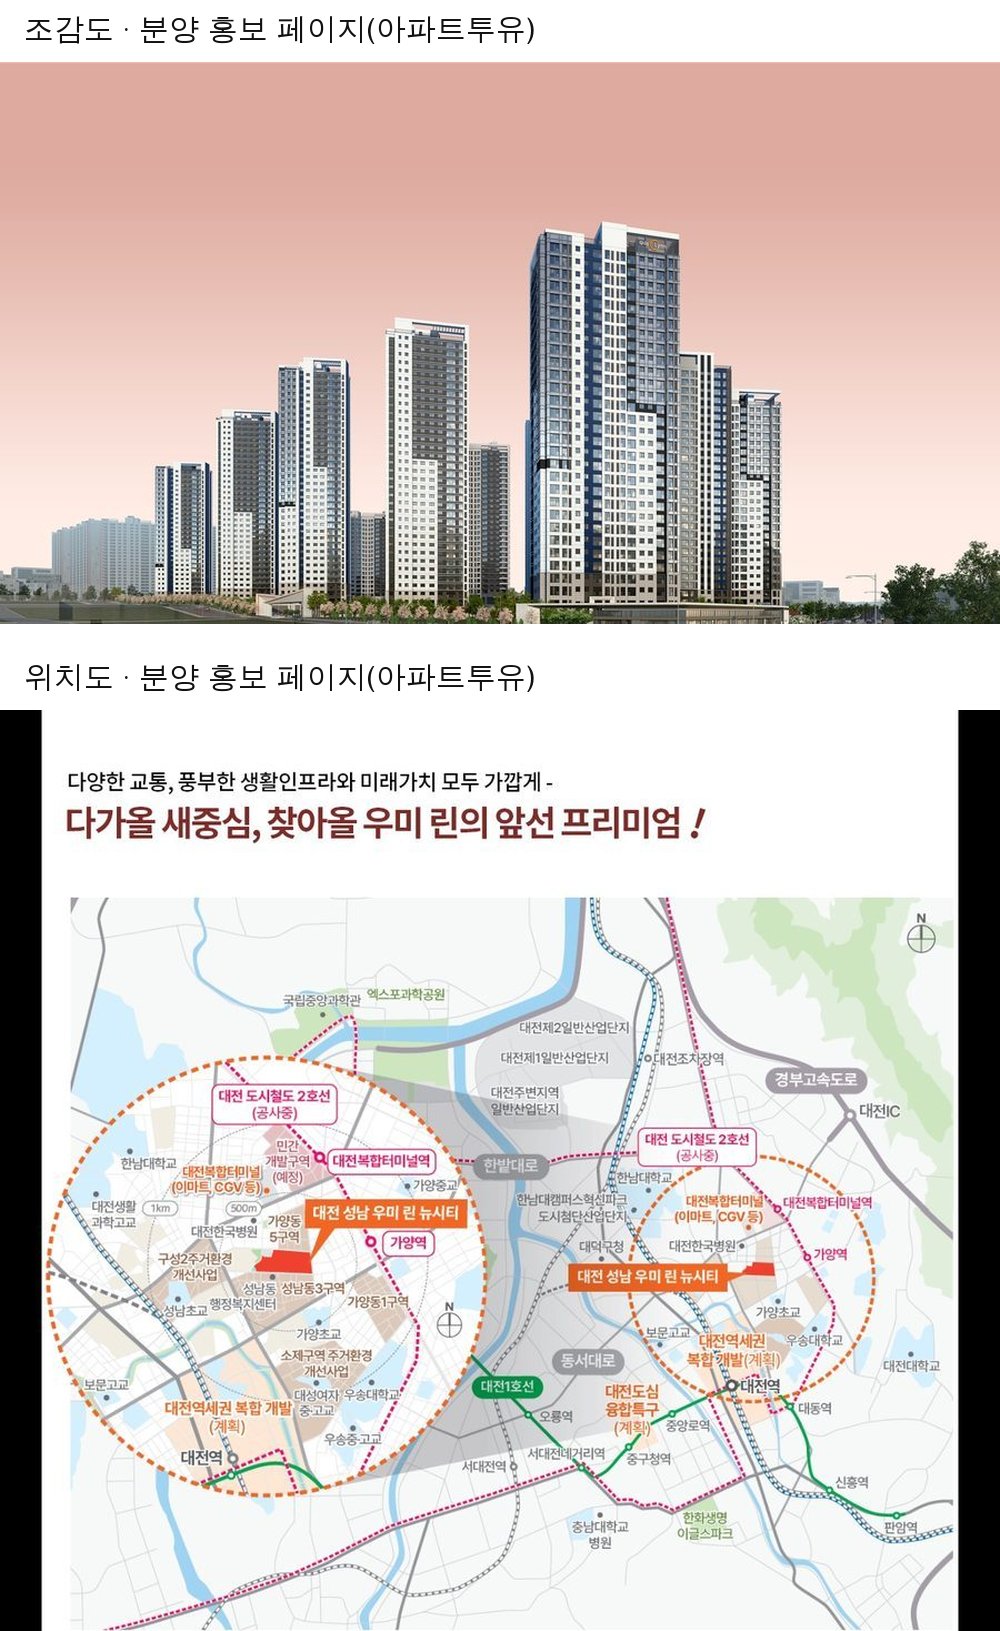 조감도 · 분양 홍보 페이지(아파트투유)
위치도 · 분양 홍보 페이지(아파트투유)
다양한 교통, 풍부한 생활인프라와 미래가치 모두 가깝게 -
다가올 새중심, 찾아올 우미 린의 앞선 프리미엄 !
N
국립중앙과학관
엑스포과학공원
대전제2일반산업단지
대전제1일반산업단지
대전조차장역
대전주변지역
일반산업단지
경부고속도로
대전IC
대전 도시철도 2호선
(공사중)
민간
개발구역
(예정)
대전복합터미널역
한남대학교
대전복합터미널
(이마트, CGV 등)
가양중교
대전생활
과학고교
1km
500m
대전한국병원
가양동
5구역
대전 성남 우미 린 뉴시티
가양역
구성2주거환경
개선사업
성남동
행정복지센터
성남동3구역
성남초교
가양동1구역
N
가양초교
소제구역 주거환경
개선사업
보문고교
대성여자
중·고교
우송대학교
대전역세권 복합 개발
(계획)
우송중·고교
대전역
한밭대로
대전 도시철도 2호선
(공사중)
한남대학교
한남대캠퍼스혁신파크
도시첨단산업단지
대전복합터미널
(이마트, CGV 등)
대전복합터미널역
대덕구청
대전한국병원
가양역
대전 성남 우미 린 뉴시티
가양초교
보문고교
우송대학교
대전역세권
복합 개발(계획)
동서대로
대전대학교
대전1호선
대전역
대전도심
융합특구
(계획)
오룡역
중앙로역
대동역
서대전네거리역
중구청역
서대전역
신흥역
충남대학교
병원
한화생명
이글스파크
판암역